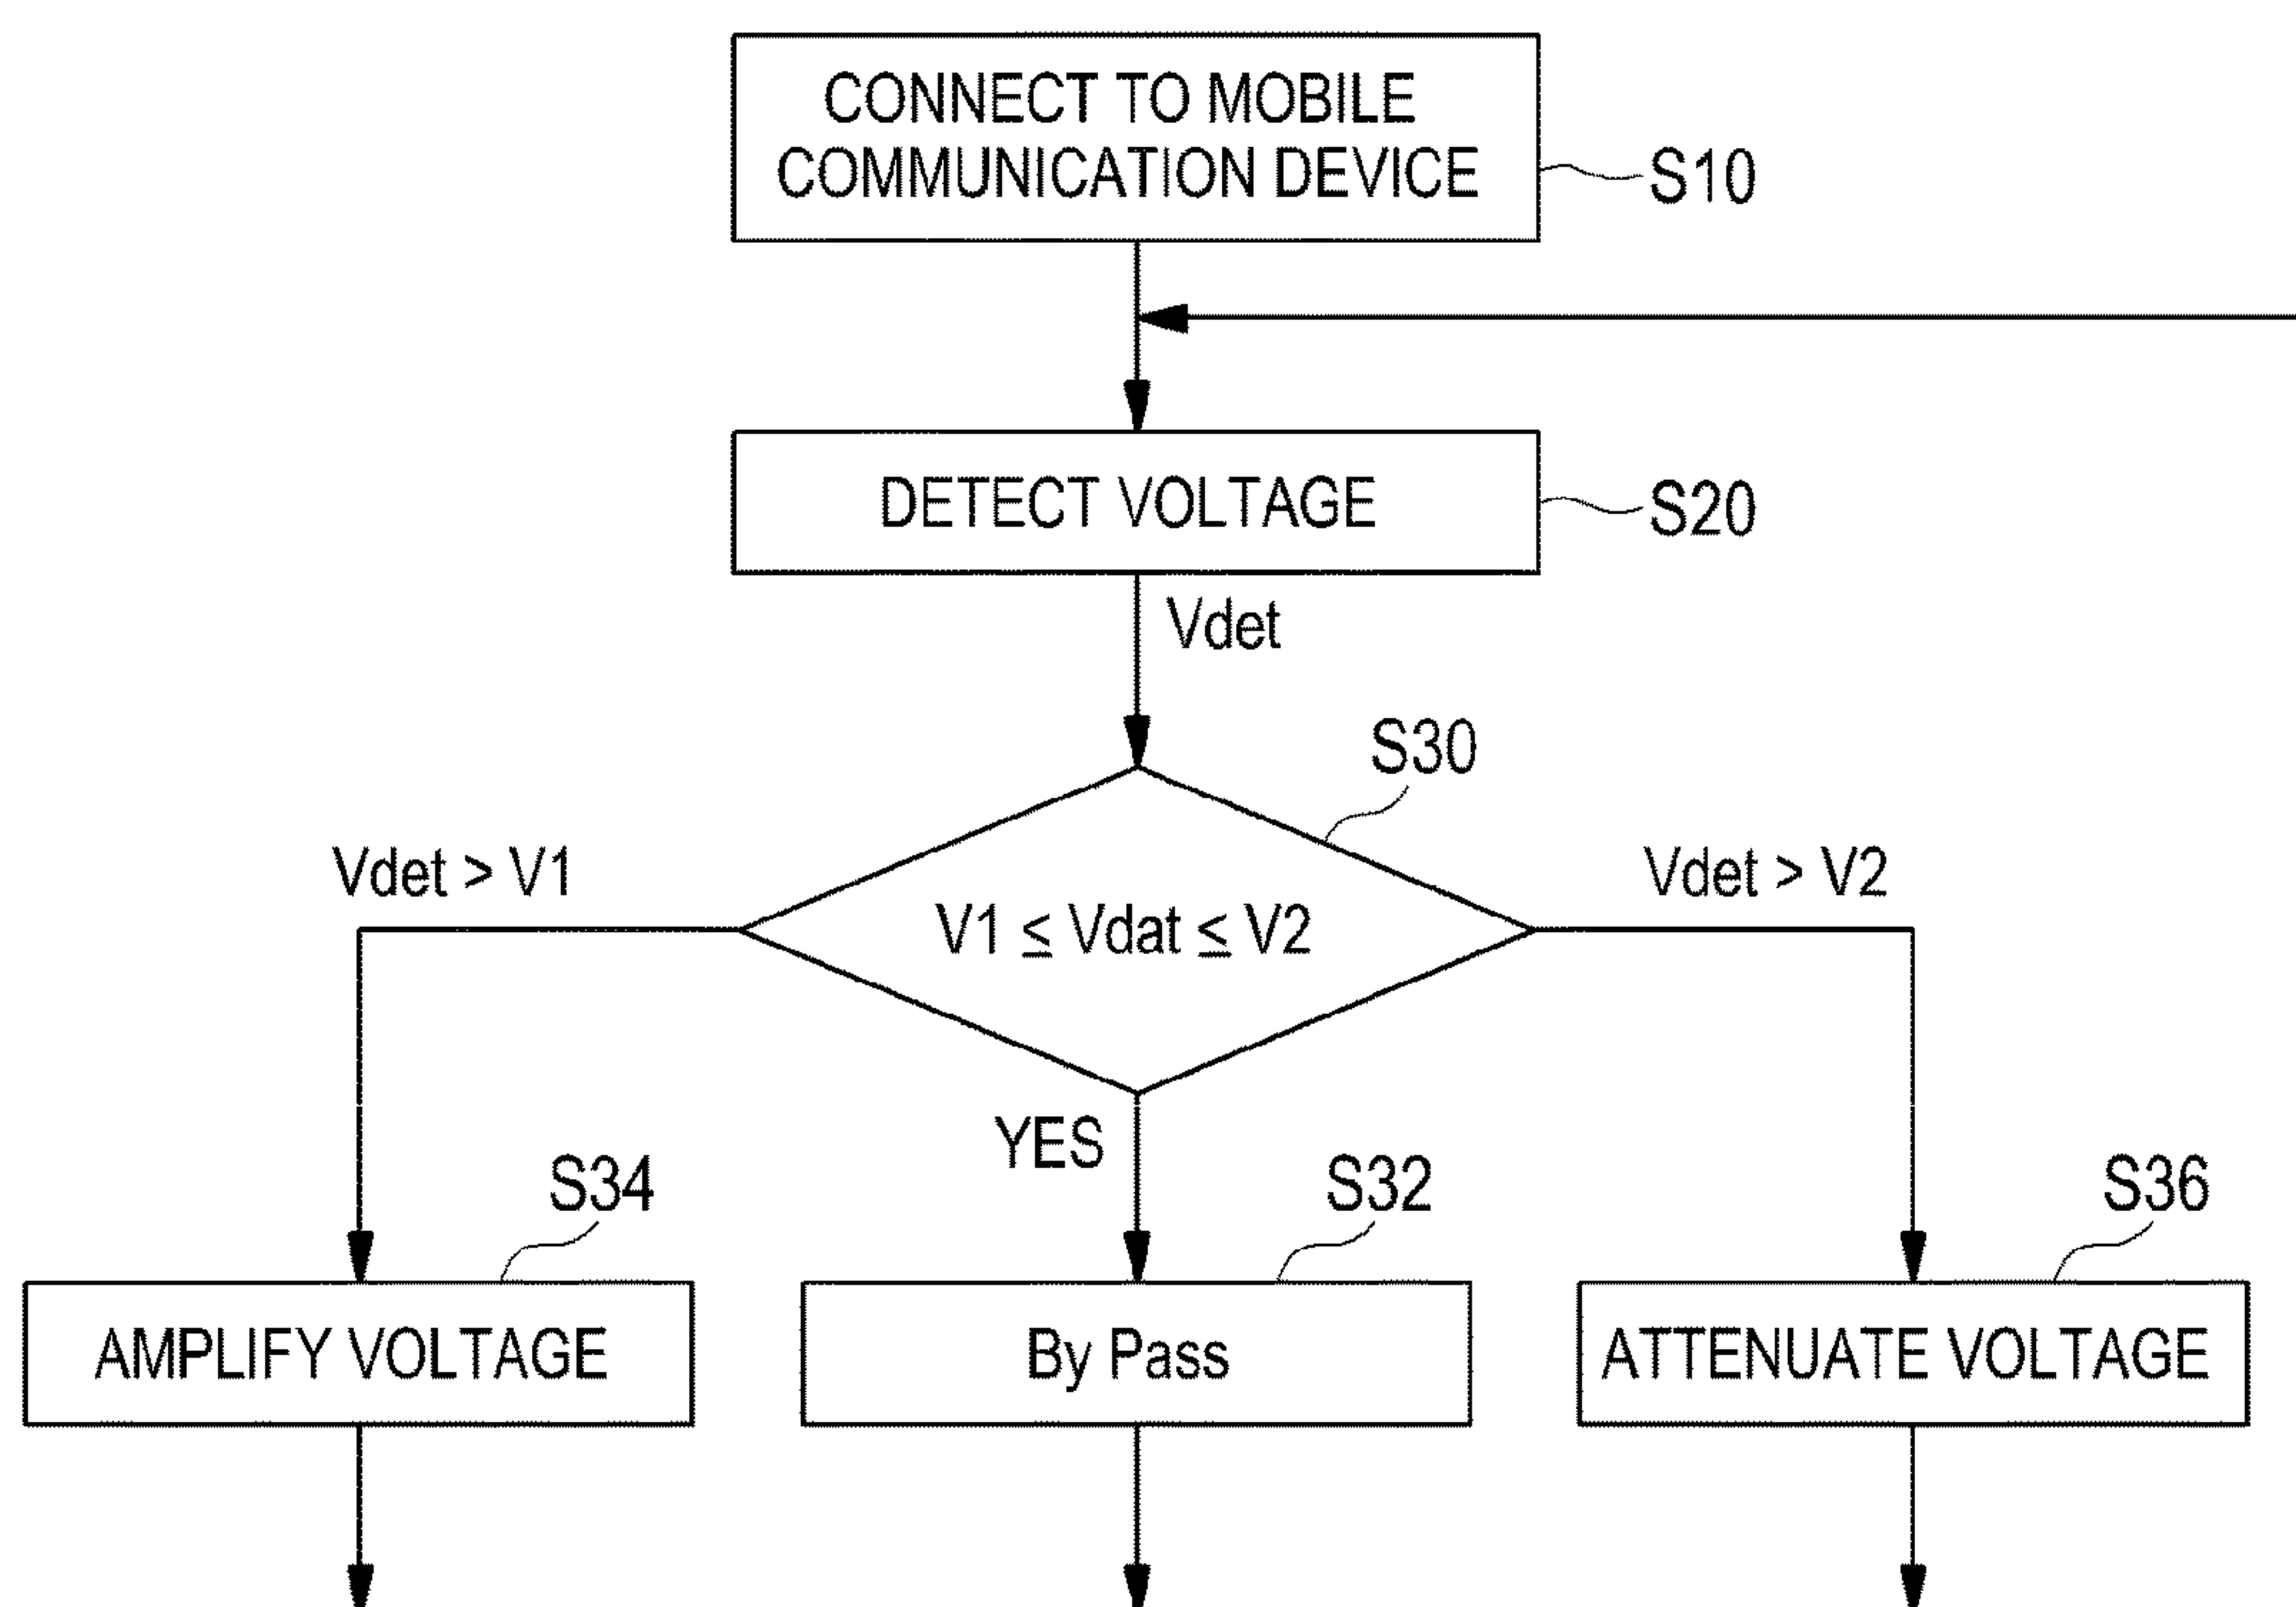 CONNECT TO MOBILE
COMMUNICATION DEVICE
S10
DETECT VOLTAGE
S20
Vdet
S30
Vdet > V1
V1 ≤ Vdat ≤ V2
Vdet > V2
YES
S34
S32
S36
AMPLIFY VOLTAGE
By Pass
ATTENUATE VOLTAGE